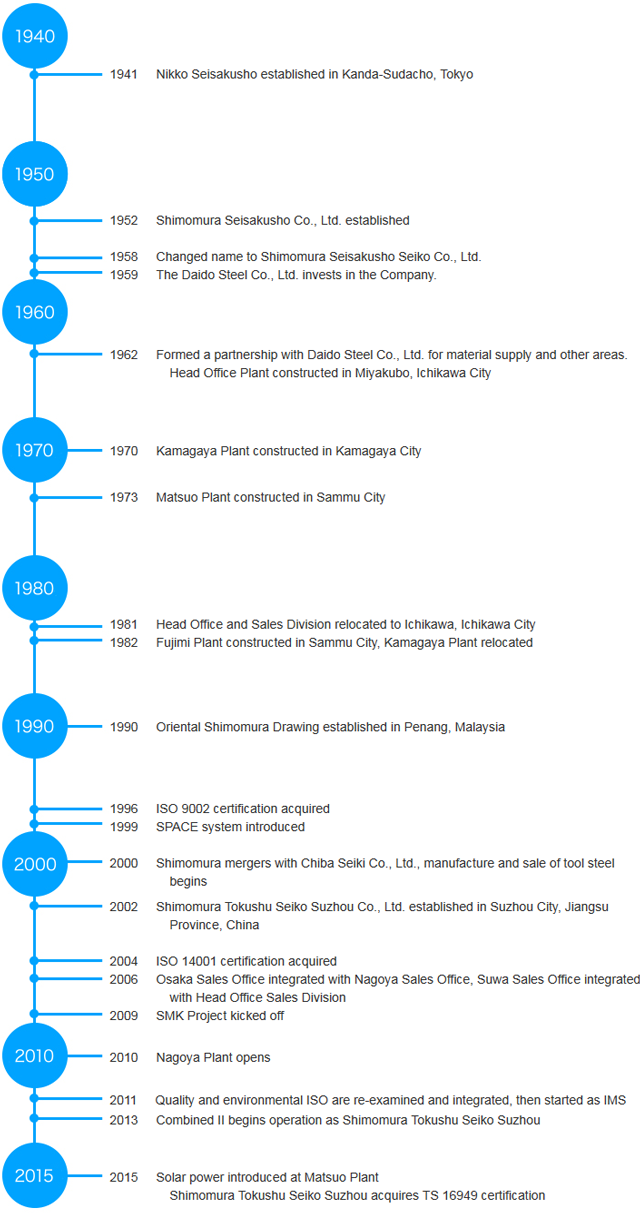 1940
1941 Nikko Seisakusho established in Kanda-Sudacho, Tokyo
1950
1952 Shimomura Seisakusho Co., Ltd. established
1958 Changed name to Shimomura Seisakusho Seiko Co., Ltd.
1959 The Daido Steel Co., Ltd. invests in the Company.
1960
1962 Formed a partnership with Daido Steel Co., Ltd. for material supply and other areas.
Head Office Plant constructed in Miyakubo, Ichikawa City
1970
1970 Kamagaya Plant constructed in Kamagaya City
1973 Matsuo Plant constructed in Sammu City
1980
1981 Head Office and Sales Division relocated to Ichikawa, Ichikawa City
1982 Fujimi Plant constructed in Sammu City, Kamagaya Plant relocated
1990
1990 Oriental Shimomura Drawing established in Penang, Malaysia
1996 ISO 9002 certification acquired
1999 SPACE system introduced
2000
2000 Shimomura mergers with Chiba Seiki Co., Ltd., manufacture and sale of tool steel
begins
2002 Shimomura Tokushu Seiko Suzhou Co., Ltd. established in Suzhou City, Jiangsu
Province, China
2004 ISO 14001 certification acquired
2006 Osaka Sales Office integrated with Nagoya Sales Office, Suwa Sales Office integrated
with Head Office Sales Division
2009 SMK Project kicked off
2010
2010 Nagoya Plant opens
2011 Quality and environmental ISO are re-examined and integrated, then started as IMS
2013 Combined II begins operation as Shimomura Tokushu Seiko Suzhou
2015
2015 Solar power introduced at Matsuo Plant
Shimomura Tokushu Seiko Suzhou acquires TS 16949 certification